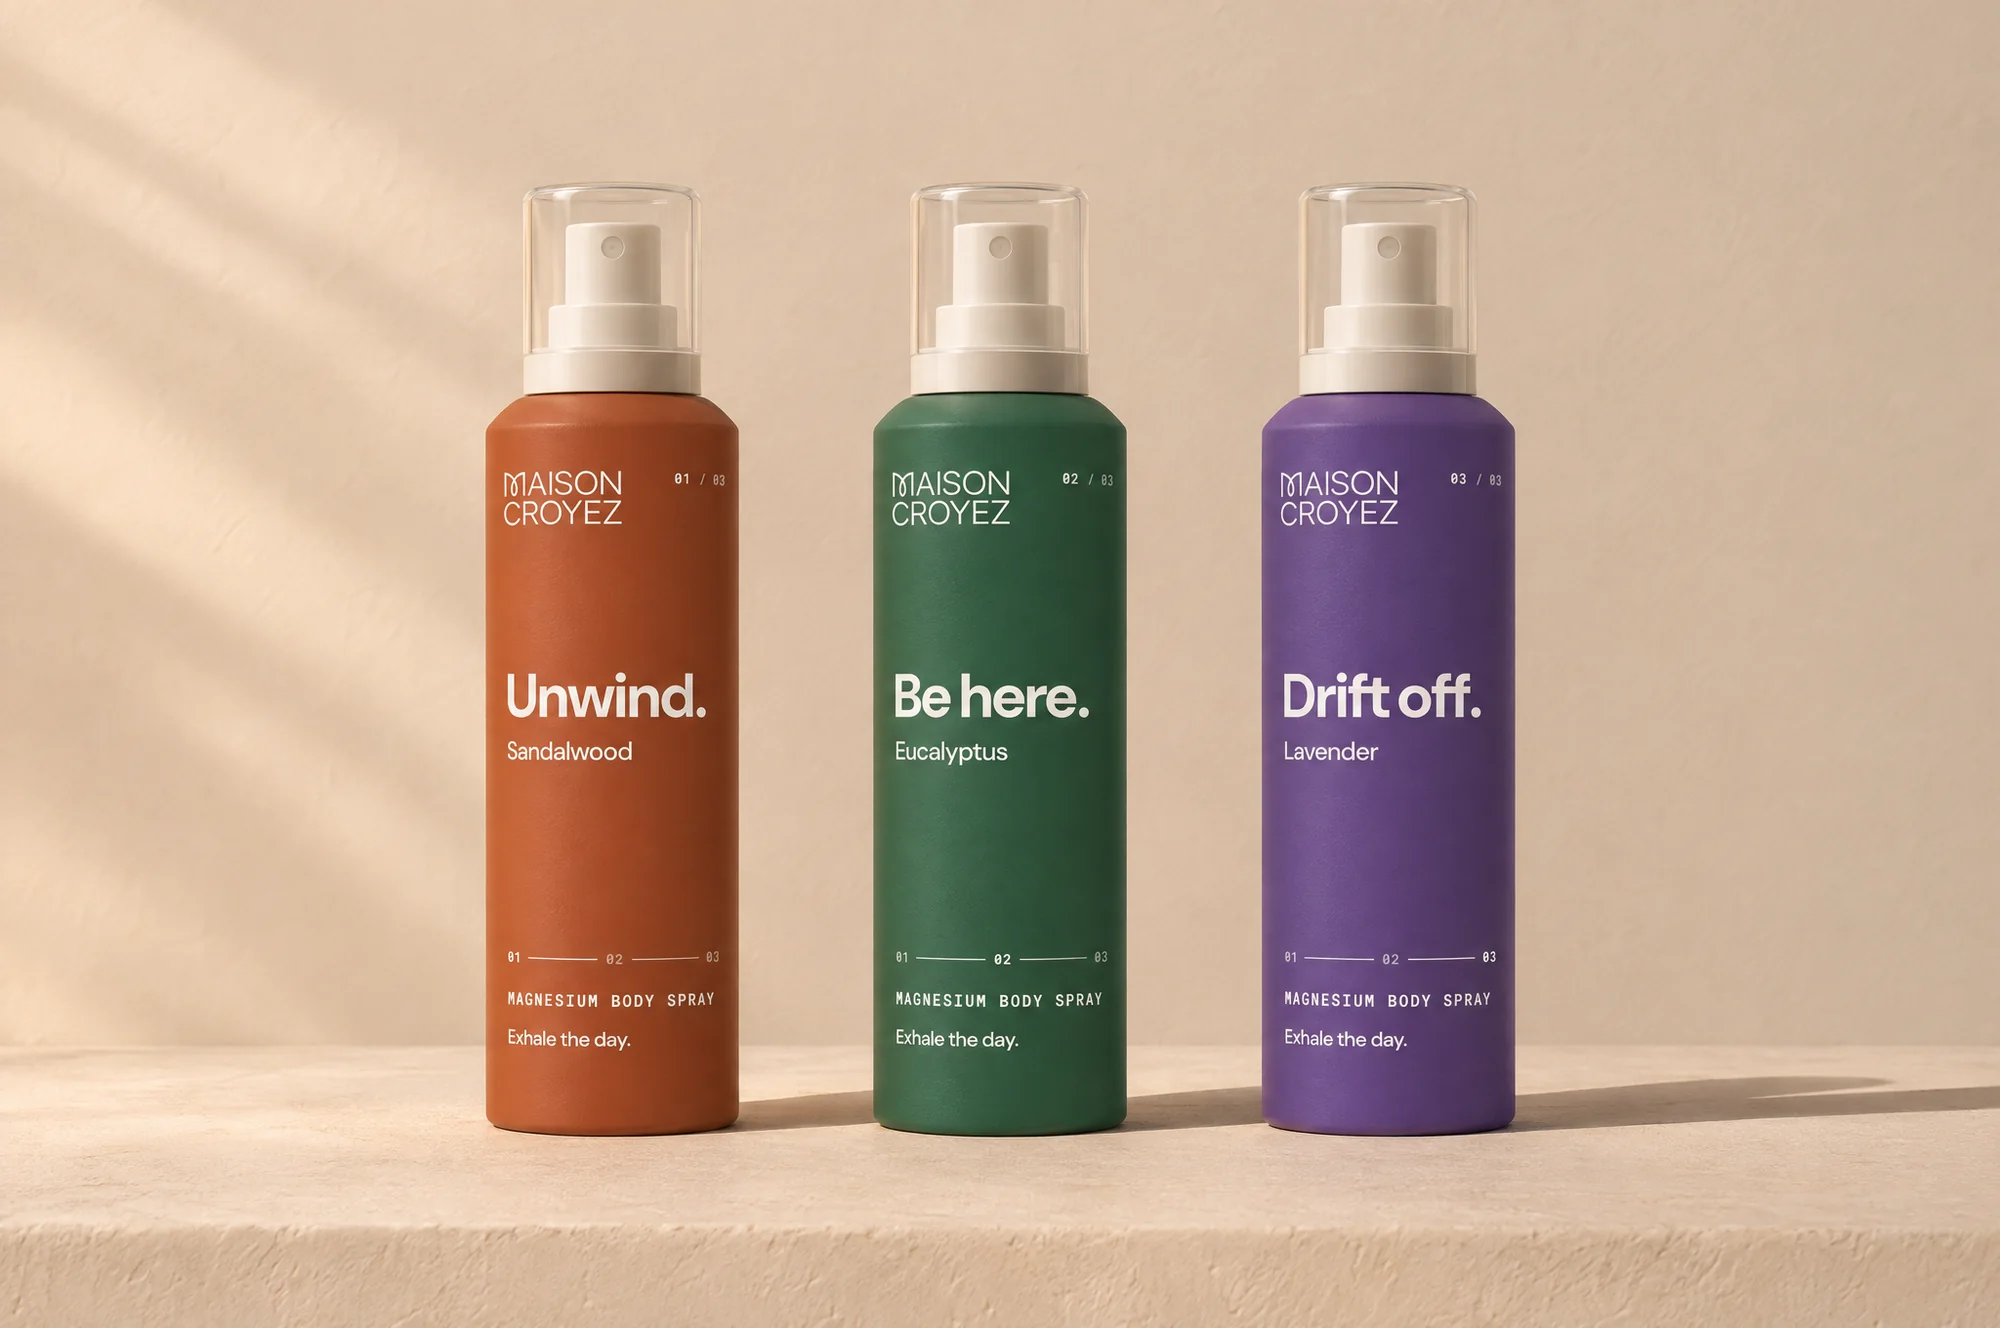 MAISON
CROYEZ
01 / 03
Unwind.
Sandalwood
01 02 03
MAGNESIUM BODY SPRAY
Exhale the day.
MAISON
CROYEZ
02 / 03
Be here.
Eucalyptus
01 02 03
MAGNESIUM BODY SPRAY
Exhale the day.
MAISON
CROYEZ
03 / 03
Drift off.
Lavender
01 02 03
MAGNESIUM BODY SPRAY
Exhale the day.